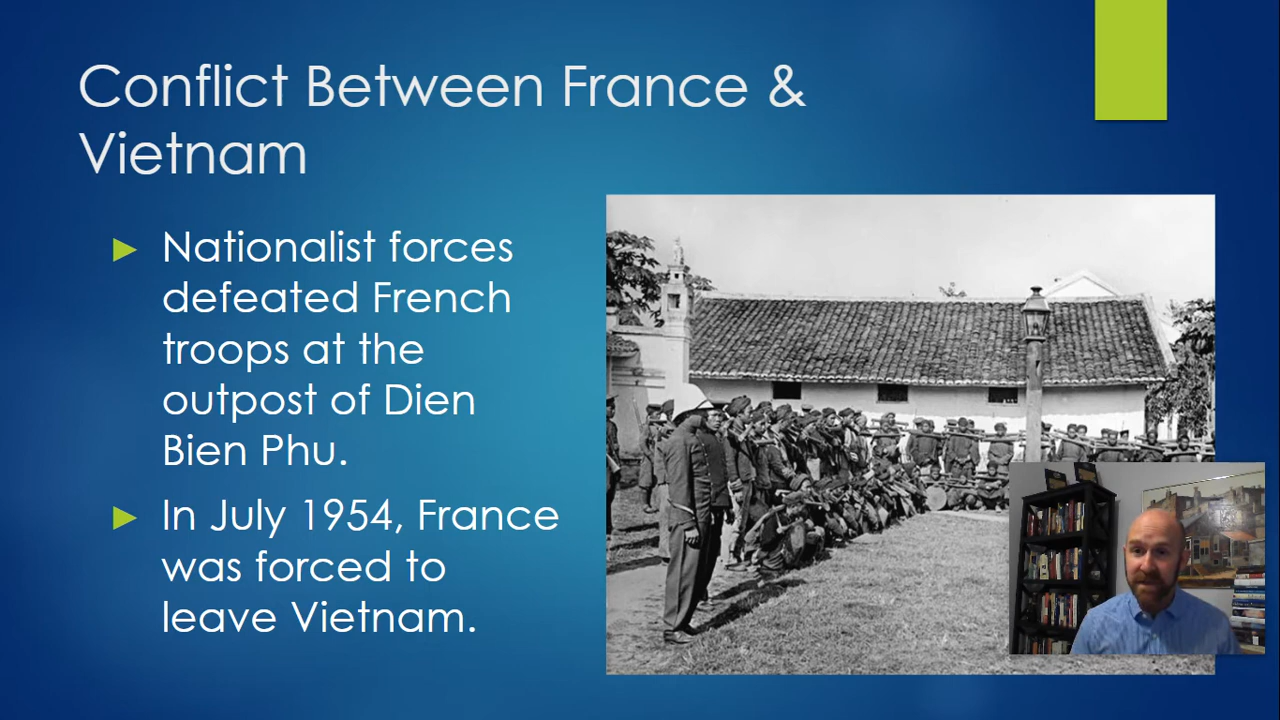 Conflict Between France &
Vietnam
Nationalist forces
defeated French
troops at the
outpost of Dien
Bien Phu.
In July 1954, France
was forced to
leave Vietnam.